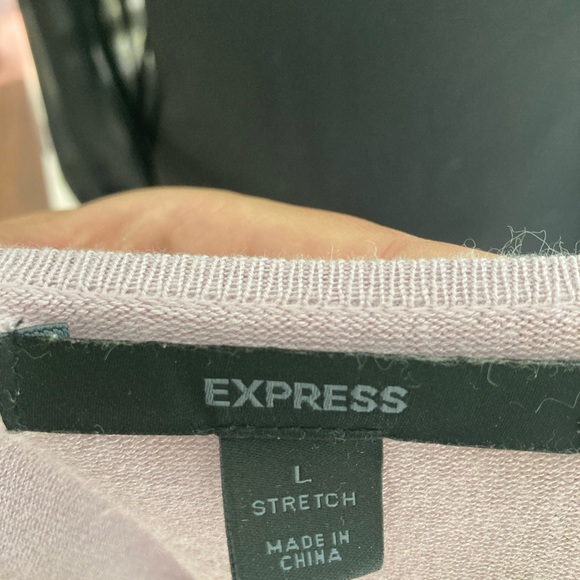 EXPRESS
L
STRETCH
MADE IN
CHINA